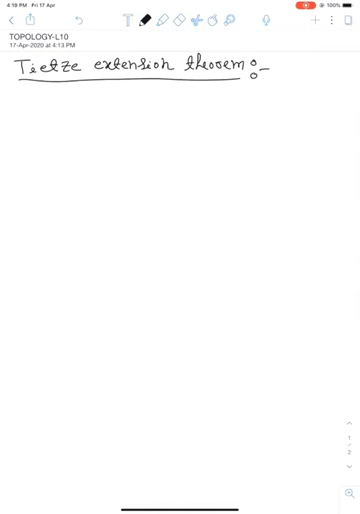 4:19 PM Fri 17 Apr
TOPOLOGY-L10
17-Apr-2020 at 4:13 PM
Tietze extension theorem :-
1
/
2